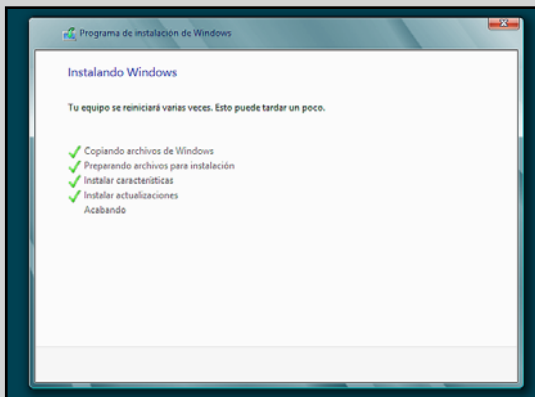 Programa de instalación de Windows
Instalando Windows
Tu equipo se reiniciará varias veces. Esto puede tardar un poco.
Copiando archivos de Windows
Preparando archivos para instalación
Instalar características
Instalar actualizaciones
Acabando